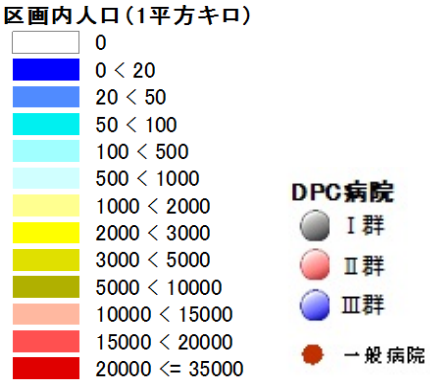 区画内人口(1平方キロ)
0
0 < 20
20 < 50
50 < 100
100 < 500
500 < 1000
1000 < 2000
2000 < 3000
3000 < 5000
5000 < 10000
10000 < 15000
15000 < 20000
20000 <= 35000
DPC病院
Ⅰ群
Ⅱ群
Ⅲ群
一般病院